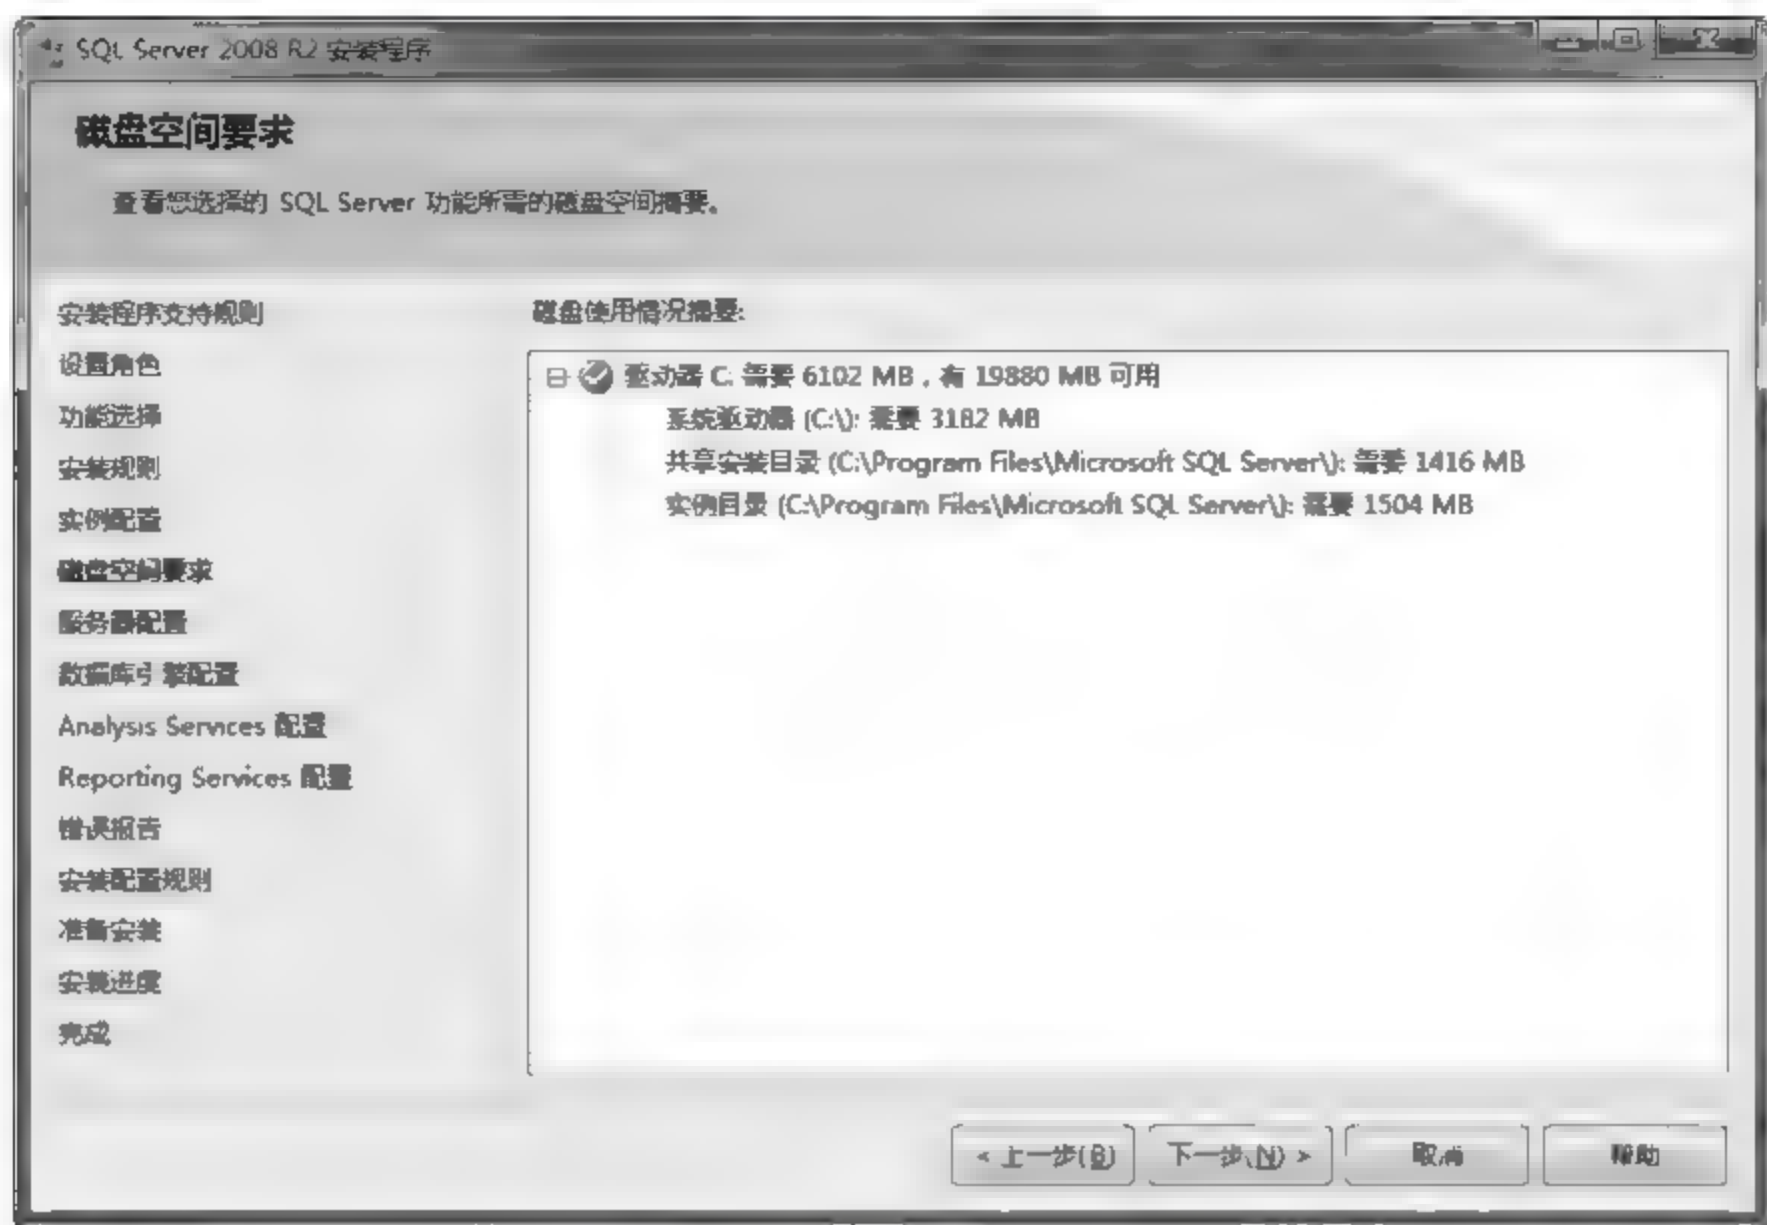 SQL Server 2008 R2 安装程序
磁盘空间要求
查看您选择的 SQL Server 功能所需的磁盘空间摘要。
安装程序支持规则
设置角色
功能选择
安装规则
实例配置
磁盘空间要求
服务器配置
数据库引擎配置
Analysis Services 配置
Reporting Services 配置
错误报告
安装配置规则
准备安装
安装进度
完成
磁盘使用情况摘要:
驱动器 C: 需要 6102 MB，有 19880 MB 可用
系统驱动器 (C:\): 需要 3182 MB
共享安装目录 (C:\Program Files\Microsoft SQL Server\): 需要 1416 MB
实例目录 (C:\Program Files\Microsoft SQL Server\): 需要 1504 MB
< 上一步(B)
下一步(N) >
取消
帮助